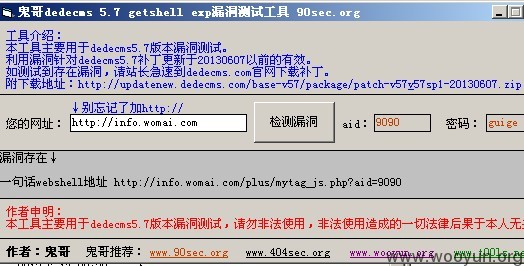 鬼哥dedecms 5.7 getshell exp漏洞测试工具 90sec.org
工具介绍:
本工具主要用于dedecms5.7版本漏洞测试。
利用漏洞针对dedecms5.7补丁更新于20130607以前的有效。
如测试到存在漏洞,请站长急速到dedecms.com官网下载补丁。
附下载地址:http://updatenew.dedecms.com/base-v57/package/patch-v57&v57sp1-20130607.zip
↓别忘记了加http://
您的网址: http://info.womai.com 检测漏洞 aid: 9090 密码: guige
漏洞存在↓
一句话webshell地址 http://info.womai.com/plus/mytag_js.php?aid=9090
作者申明:
本工具主要用于dedecms5.7版本漏洞测试,请勿非法使用,非法使用造成的一切法律后果于本人无
作者:鬼哥 鬼哥推荐: www.90sec.org www.404sec.org www.wooyun.org
www.wooyun.org